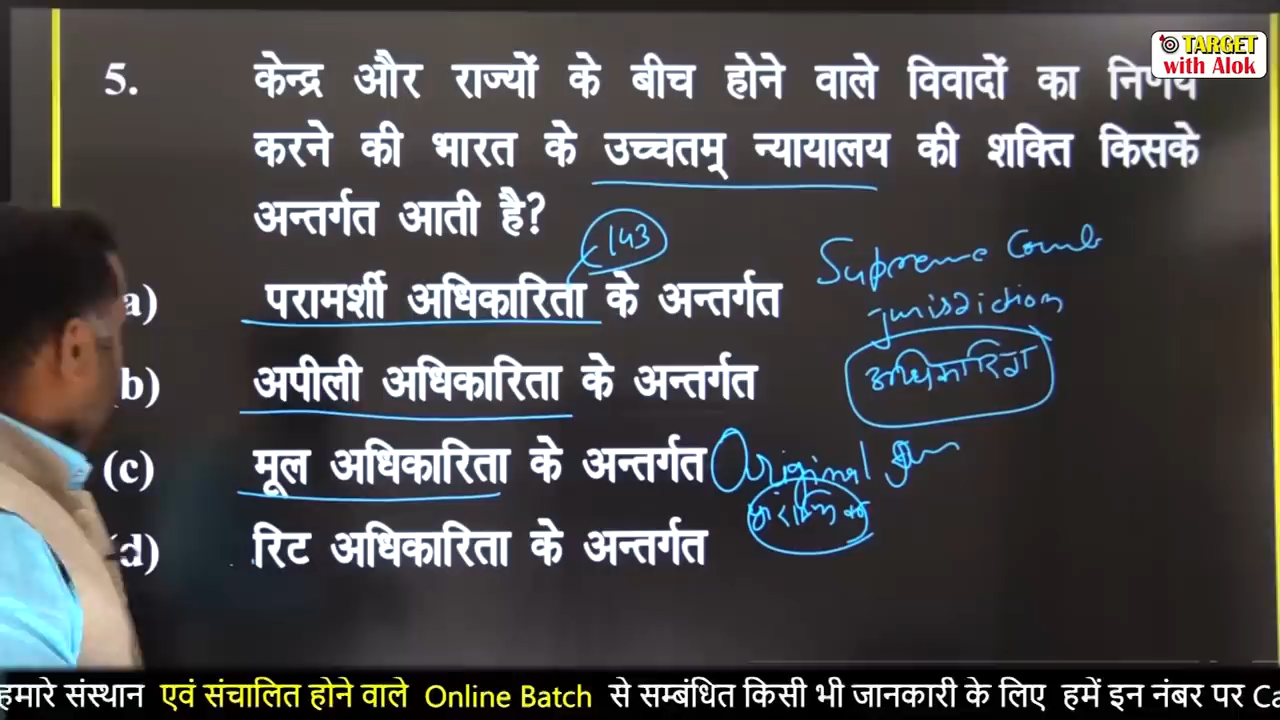 TARGET
with Alok
5. केन्द्र और राज्यों के बीच होने वाले विवादों का निर्णय
करने की भारत के उच्चतम् न्यायालय की शक्ति किसके
अन्तर्गत आती है?
143
Supreme
jurisdiction
a) परामर्शी अधिकारिता के अन्तर्गत
अधिकारिता
b) अपीली अधिकारिता के अन्तर्गत
(c) मूल अधिकारिता के अन्तर्गत Original
d) रिट अधिकारिता के अन्तर्गत
हमारे संस्थान एवं संचालित होने वाले Online Batch से सम्बंधित किसी भी जानकारी के लिए हमें इन नंबर पर Ca